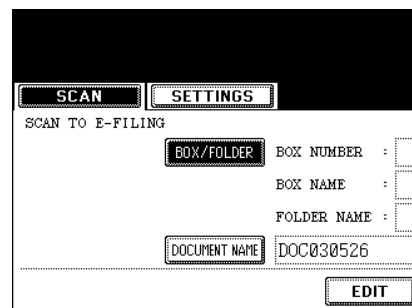 SCAN SETTINGS
SCAN TO E-FILING
BOX/FOLDER BOX NUMBER :
BOX NAME :
FOLDER NAME :
DOCUMENT NAME DOC030526
EDIT